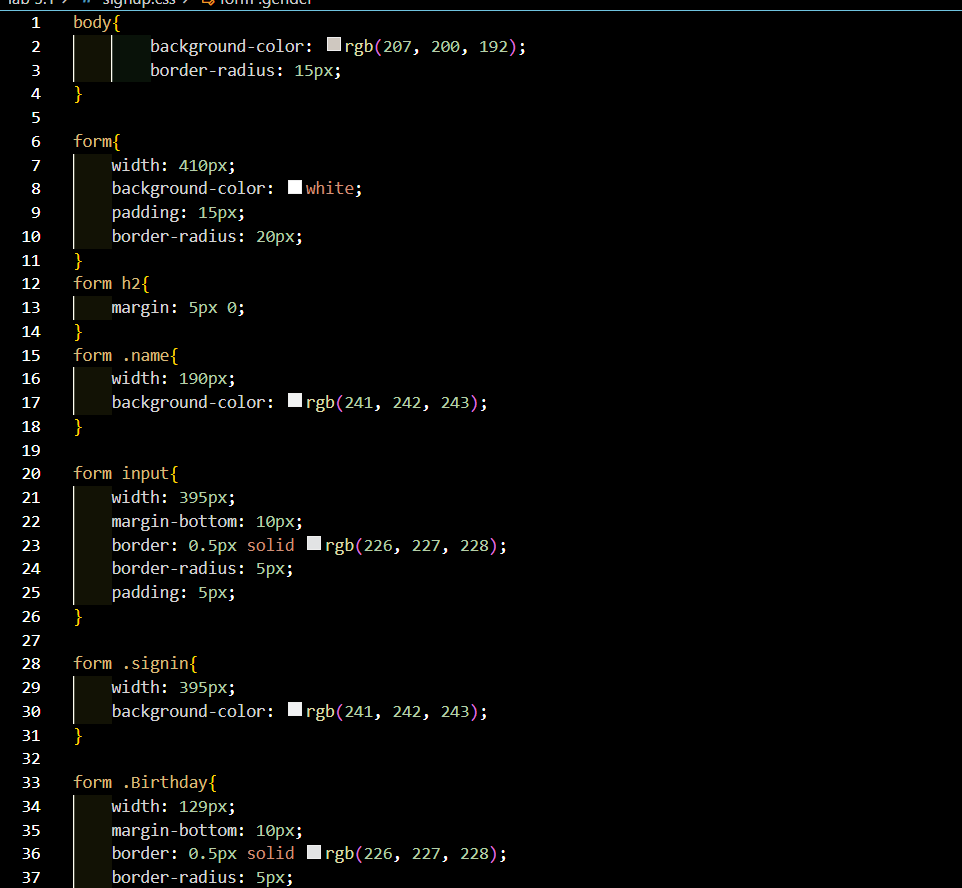 lab 3.1 > # signup.css > form .gender
1 body{
2 background-color: rgb(207, 200, 192);
3 border-radius: 15px;
4 }
5
6 form{
7 width: 410px;
8 background-color: white;
9 padding: 15px;
10 border-radius: 20px;
11 }
12 form h2{
13 margin: 5px 0;
14 }
15 form .name{
16 width: 190px;
17 background-color: rgb(241, 242, 243);
18 }
19
20 form input{
21 width: 395px;
22 margin-bottom: 10px;
23 border: 0.5px solid rgb(226, 227, 228);
24 border-radius: 5px;
25 padding: 5px;
26 }
27
28 form .signin{
29 width: 395px;
30 background-color: rgb(241, 242, 243);
31 }
32
33 form .Birthday{
34 width: 129px;
35 margin-bottom: 10px;
36 border: 0.5px solid rgb(226, 227, 228);
37 border-radius: 5px;